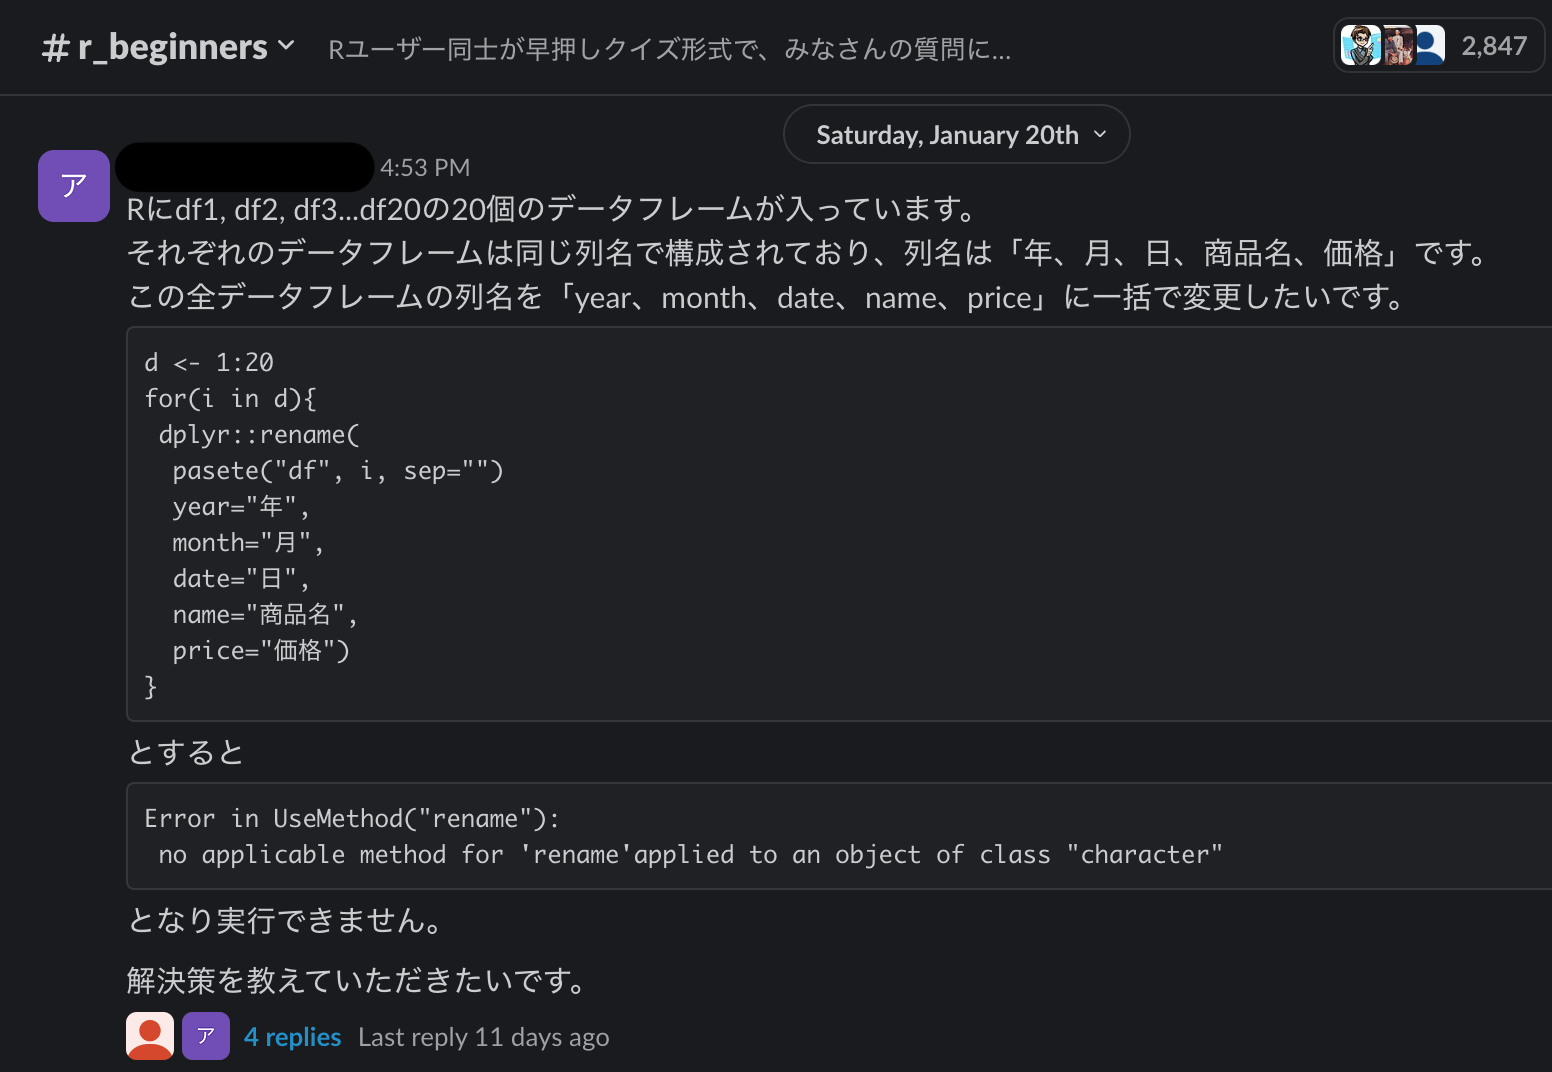 # r_beginners
Rユーザー同士が早押しクイズ形式で、みなさんの質問に...
2,847
Saturday, January 20th
ア
4:53 PM
Rにdf1, df2, df3...df20の20個のデータフレームが入っています。
それぞれのデータフレームは同じ列名で構成されており、列名は「年、月、日、商品名、価格」です。
この全データフレームの列名を「year、month、date、name、price」に一括で変更したいです。
d <- 1:20
for(i in d){
 dplyr::rename(
  pasete("df", i, sep="")
  year="年",
  month="月",
  date="日",
  name="商品名",
  price="価格")
}
とすると
Error in UseMethod("rename"):
 no applicable method for 'rename'applied to an object of class "character"
となり実行できません。
解決策を教えていただきたいです。
ア
4 replies Last reply 11 days ago